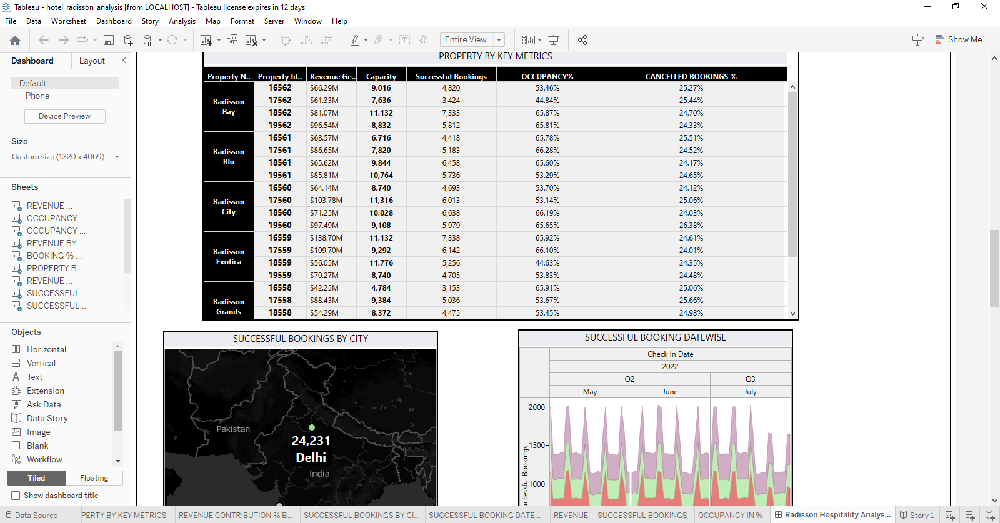 Tableau - hotel_radisson_analysis [from LOCALHOST] - Tableau license expires in 12 days
File Data Worksheet Dashboard Story Analysis Map Format Server Window Help
Entire View
Show Me
Dashboard Layout
Default
Phone
Device Preview
Size
Custom size (1320 x 4069)
Sheets
REVENUE ...
OCCUPANCY ...
OCCUPANCY ...
REVENUE BY ...
BOOKING % ...
PROPERTY B...
REVENUE ...
SUCCESSFUL...
SUCCESSFUL...
Objects
Horizontal
Vertical
Text
Extension
Ask Data
Data Story
Image
Blank
Workflow
Tiled Floating
Show dashboard title
PROPERTY BY KEY METRICS
Property N.. Property Id.. Revenue Ge.. Capacity Successful Bookings OCCUPANCY% CANCELLED BOOKINGS %
Radisson Bay
16562 $66.29M 9,016 4,820 53.46% 25.27%
17562 $61.33M 7,636 3,424 44.84% 25.44%
18562 $81.07M 11,132 7,333 65.87% 24.70%
19562 $96.54M 8,832 5,812 65.81% 24.33%
Radisson Blu
16561 $68.57M 6,716 4,418 65.78% 25.51%
17561 $86.65M 7,820 5,183 66.28% 24.52%
18561 $65.62M 9,844 6,458 65.60% 24.17%
19561 $85.81M 10,764 5,736 53.29% 24.65%
Radisson City
16560 $64.14M 8,740 4,693 53.70% 24.12%
17560 $103.78M 11,316 6,013 53.14% 25.06%
18560 $71.25M 10,028 6,638 66.19% 24.03%
19560 $97.49M 9,108 5,979 65.65% 26.38%
Radisson Exotica
16559 $138.70M 11,132 7,338 65.92% 24.61%
17559 $109.70M 9,292 6,142 66.10% 24.01%
18559 $56.05M 11,776 5,256 44.63% 24.35%
19559 $70.27M 8,740 4,705 53.83% 24.48%
Radisson Grands
16558 $42.25M 4,784 3,153 65.91% 25.06%
17558 $88.43M 9,384 5,036 53.67% 25.66%
18558 $54.29M 8,372 4,475 53.45% 24.98%
SUCCESSFUL BOOKINGS BY CITY
Pakistan
24,231
Delhi
India
SUCCESSFUL BOOKING DATEWISE
Check In Date
2022
Q2 Q3
May June July
2000
1500
1000
uccessful Bookings
Data Source PERTY BY KEY METRICS REVENUE CONTRIBUTION % B... SUCCESSFUL BOOKINGS BY CI... SUCCESSFUL BOOKING DATE... REVENUE SUCCESSFUL BOOKINGS OCCUPANCY IN % Radisson Hospitality Analys... Story 1